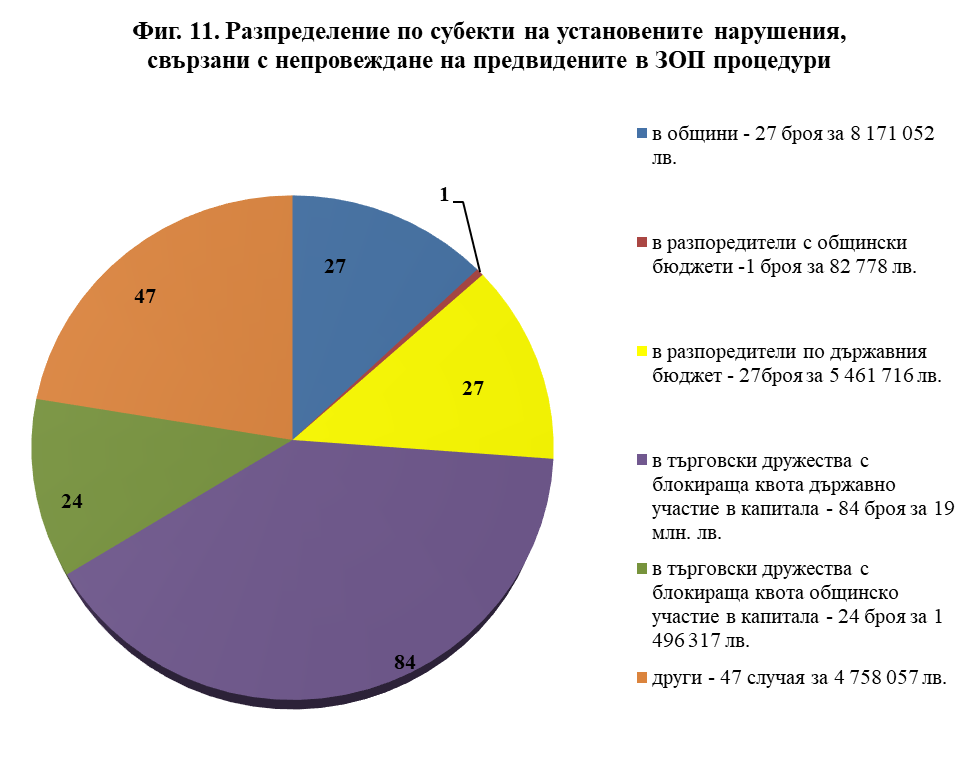 Фиг. 11. Разпределение по субекти на установените нарушения,
свързани с непровеждане на предвидените в ЗОП процедури
в общини - 27 броя за 8 171 052
лв.
в разпоредители с общински
бюджети -1 броя за 82 778 лв.
в разпоредители по държавния
бюджет - 27броя за 5 461 716 лв.
в търговски дружества с
блокираща квота държавно
участие в капитала - 84 броя за 19
млн. лв.
в търговски дружества с
блокираща квота общинско
участие в капитала - 24 броя за 1
496 317 лв.
други - 47 случая за 4 758 057 лв.
1
27
47
27
24
84